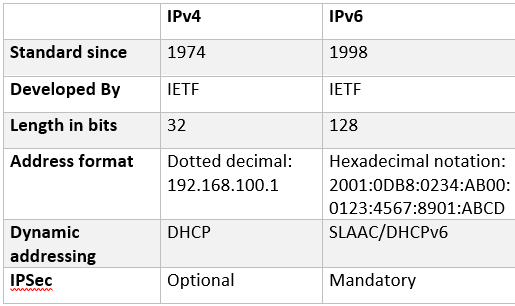 IPv4 IPv6
Standard since 1974 1998
Developed By IETF IETF
Length in bits 32 128
Address format Dotted decimal: Hexadecimal notation:
192.168.100.1 2001:0DB8:0234:AB00:
0123:4567:8901:ABCD
Dynamic DHCP SLAAC/DHCPv6
addressing
IPSec Optional Mandatory